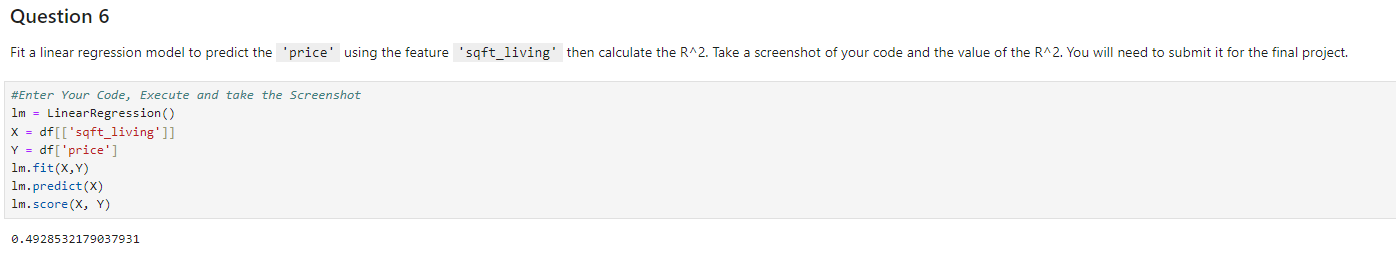 Question 6
Fit a linear regression model to predict the 'price' using the feature 'sqft_living' then calculate the R^2. Take a screenshot of your code and the value of the R^2. You will need to submit it for the final project.
#Enter Your Code, Execute and take the Screenshot
lm = LinearRegression()
X = df[['sqft_living']]
Y = df['price']
lm.fit(X,Y)
lm.predict(X)
lm.score(X, Y)
0.4928532179037931